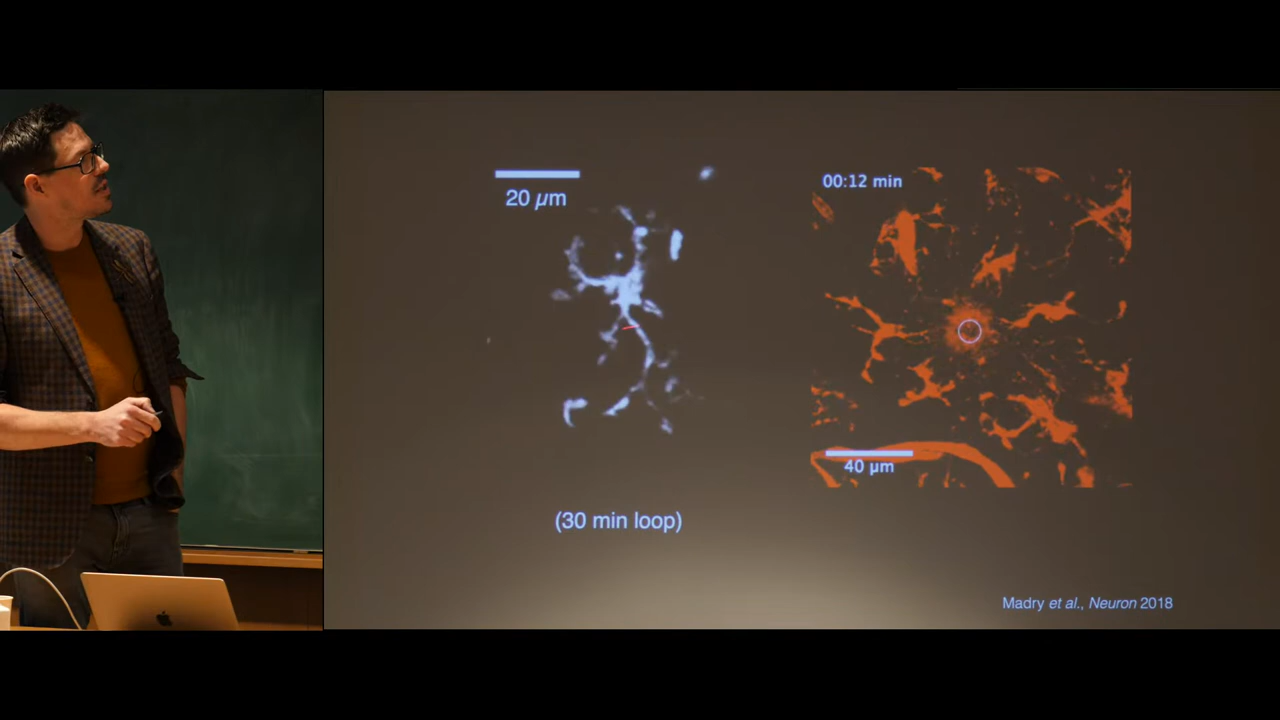 20 µm
00:12 min
40 µm
(30 min loop)
Madry et al., Neuron 2018